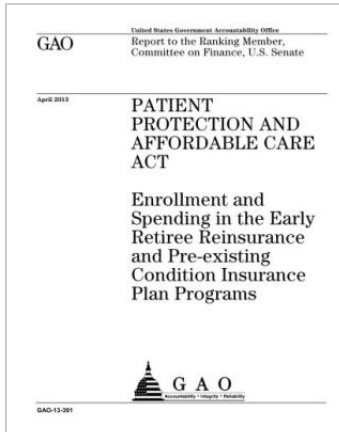 United States Government Accountability Office
GAO
Report to the Ranking Member,
Committee on Finance, U.S. Senate
April 2013
PATIENT
PROTECTION AND
AFFORDABLE CARE
ACT
Enrollment and
Spending in the Early
Retiree Reinsurance
and Pre-existing
Condition Insurance
Plan Programs
GAO
Accountability * Integrity * Reliability
GAO-13-391